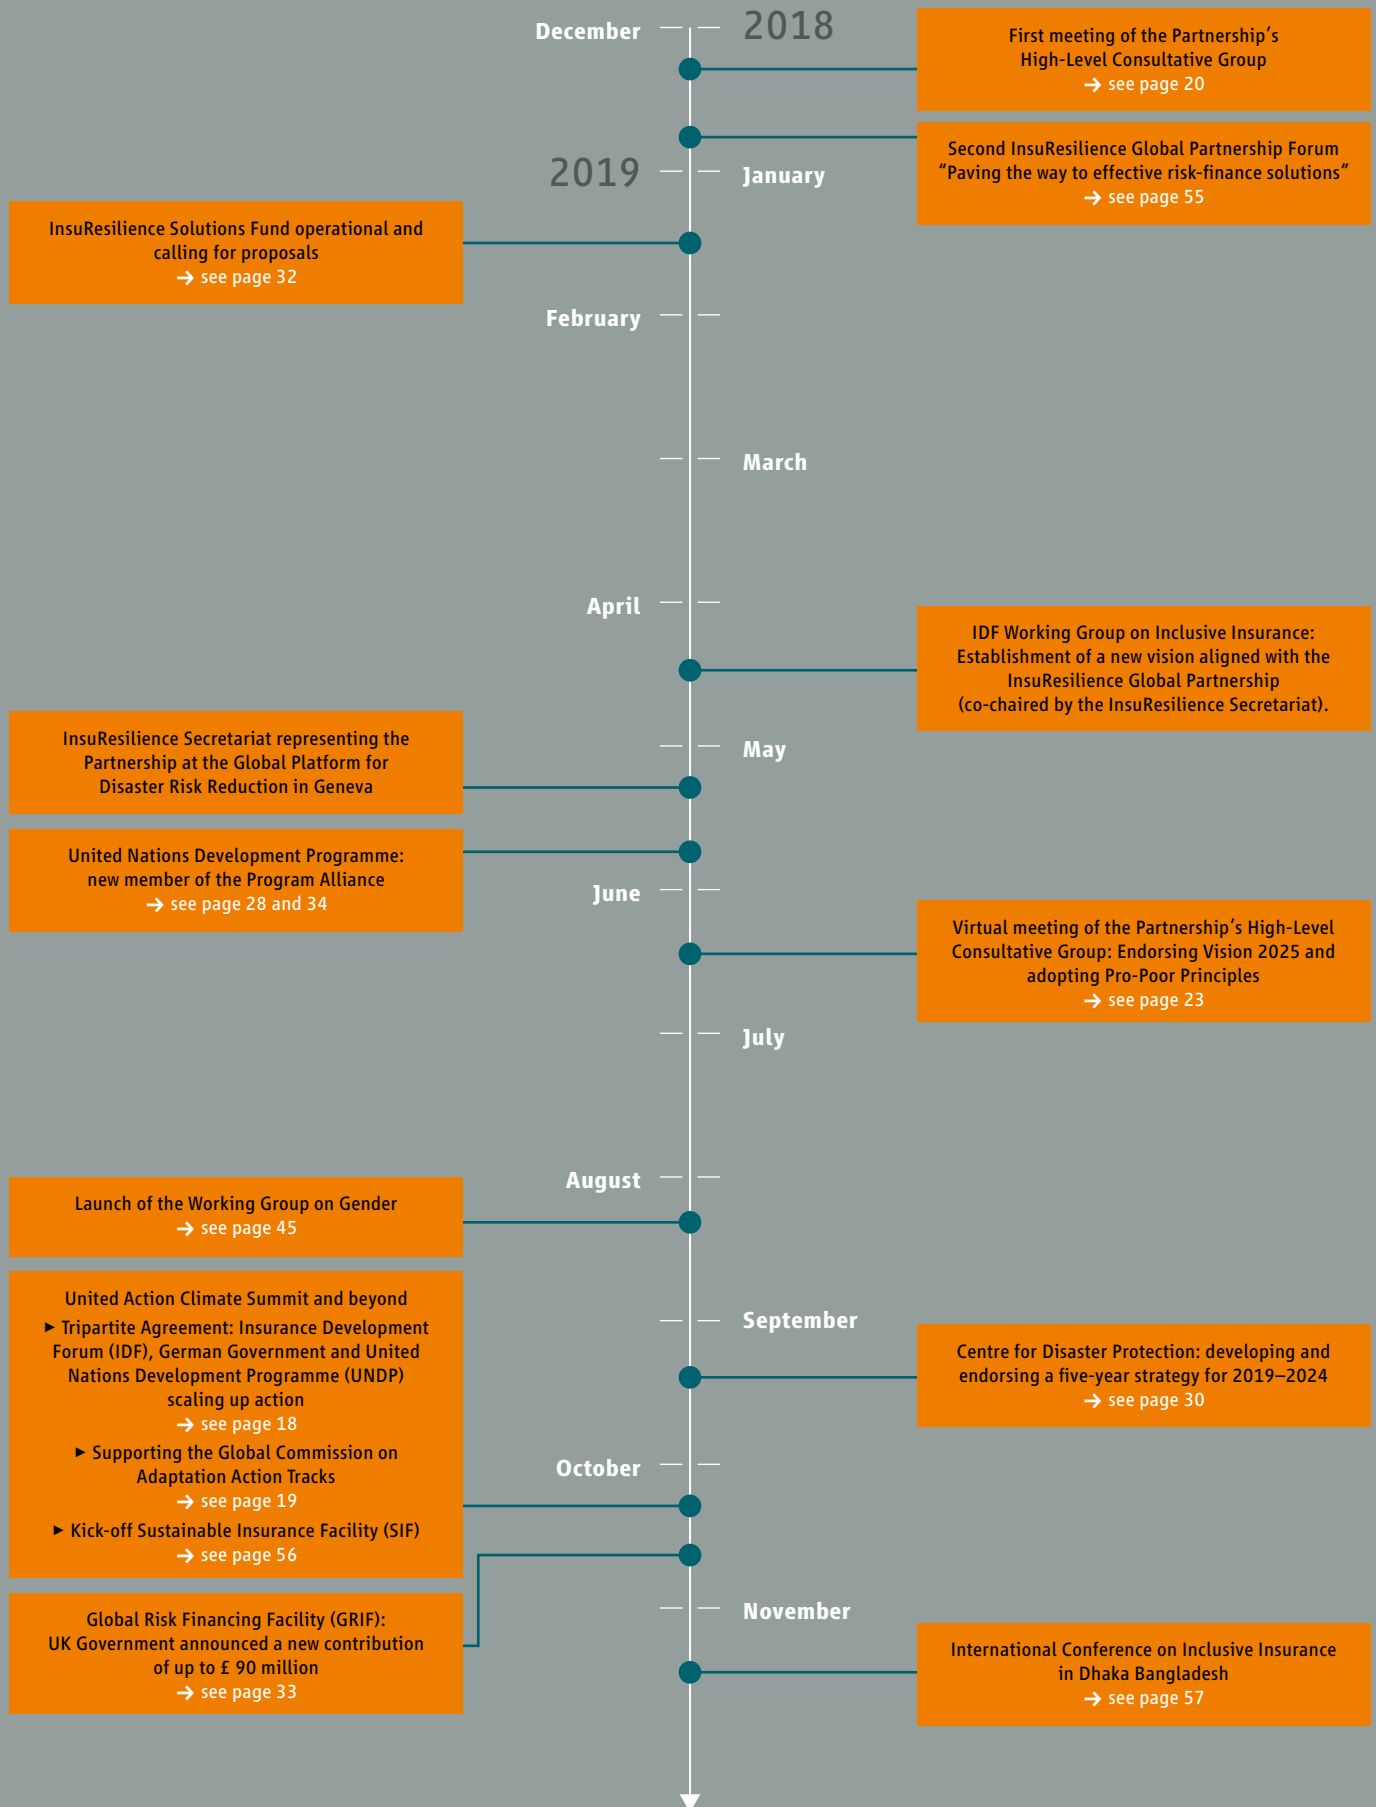 December
2018
First meeting of the Partnership’s
High-Level Consultative Group
→ see page 20
Second InsuResilience Global Partnership Forum
“Paving the way to effective risk-finance solutions”
→ see page 55
2019
January
InsuResilience Solutions Fund operational and
calling for proposals
→ see page 32
February
March
April
IDF Working Group on Inclusive Insurance:
Establishment of a new vision aligned with the
InsuResilience Global Partnership
(co-chaired by the InsuResilience Secretariat).
InsuResilience Secretariat representing the
Partnership at the Global Platform for
Disaster Risk Reduction in Geneva
May
United Nations Development Programme:
new member of the Program Alliance
→ see page 28 and 34
June
Virtual meeting of the Partnership’s High-Level
Consultative Group: Endorsing Vision 2025 and
adopting Pro-Poor Principles
→ see page 23
July
August
Launch of the Working Group on Gender
→ see page 45
United Action Climate Summit and beyond
► Tripartite Agreement: Insurance Development
Forum (IDF), German Government and United
Nations Development Programme (UNDP)
scaling up action
→ see page 18
► Supporting the Global Commission on
Adaptation Action Tracks
→ see page 19
► Kick-off Sustainable Insurance Facility (SIF)
→ see page 56
September
Centre for Disaster Protection: developing and
endorsing a five-year strategy for 2019–2024
→ see page 30
October
Global Risk Financing Facility (GRIF):
UK Government announced a new contribution
of up to £ 90 million
→ see page 33
November
International Conference on Inclusive Insurance
in Dhaka Bangladesh
→ see page 57